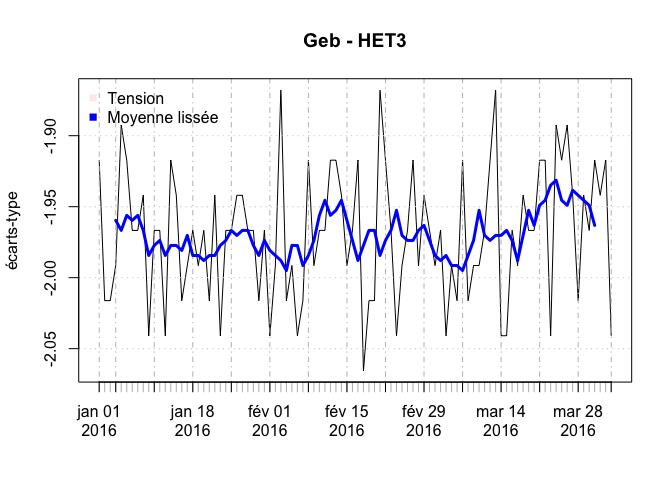 Geb - HET3
Tension
Moyenne lissée
écarts-type
-1.90
-1.95
-2.00
-2.05
jan 01 2016
jan 18 2016
fév 01 2016
fév 15 2016
fév 29 2016
mar 14 2016
mar 28 2016